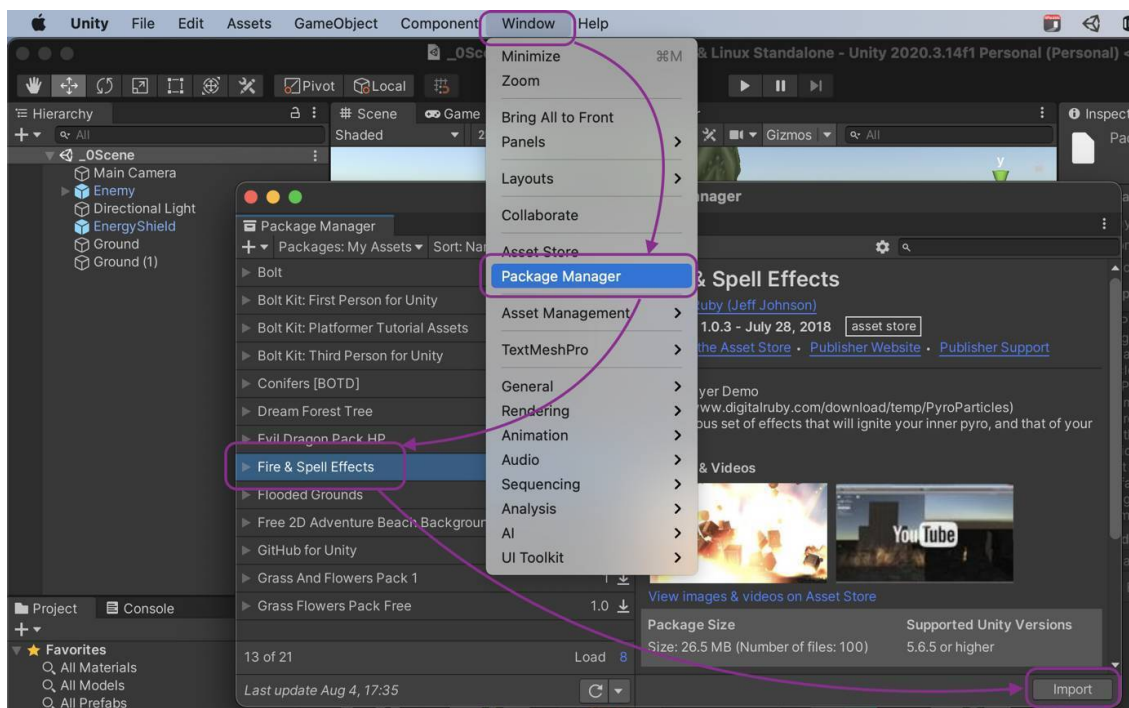 Unity File Edit Assets GameObject Component Window Help
_0Sce & Linux Standalone - Unity 2020.3.14f1 Personal (Personal)
Pivot Local
Hierarchy # Scene Game
All Shaded Gizmos All
_0Scene
Main Camera
Enemy
Directional Light
EnergyShield
Ground
Ground (1)
Minimize ⌘M
Zoom
Bring All to Front
Panels
Layouts
Collaborate
Asset Store
Package Manager
Asset Management
TextMeshPro
General
Rendering
Animation
Audio
Sequencing
Analysis
AI
UI Toolkit
Package Manager
Packages: My Assets Sort: Nar
Bolt
Bolt Kit: First Person for Unity
Bolt Kit: Platformer Tutorial Assets
Bolt Kit: Third Person for Unity
Conifers [BOTD]
Dream Forest Tree
Evil Dragon Pack HP
Fire & Spell Effects
Flooded Grounds
Free 2D Adventure Beach Backgrour
GitHub for Unity
Grass And Flowers Pack 1 1
Grass Flowers Pack Free 1.0
13 of 21 Load 8
Last update Aug 4, 17:35
& Spell Effects
uby (Jeff Johnson)
1.0.3 - July 28, 2018 asset store
the Asset Store • Publisher Website • Publisher Support
yer Demo
ww.digitalruby.com/download/temp/PyroParticles)
ous set of effects that will ignite your inner pyro, and that of your
& Videos
YouTube
View images & videos on Asset Store
Package Size Supported Unity Versions
Size: 26.5 MB (Number of files: 100) 5.6.5 or higher
Import
Project Console
Favorites
All Materials
All Models
All Prefabs